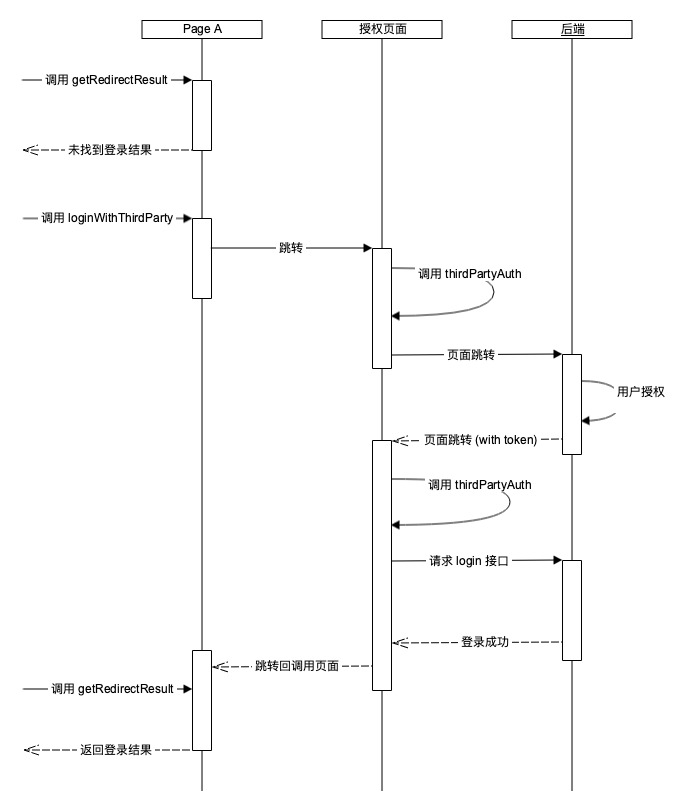 Page A
授权页面
后端
调用 getRedirectResult
未找到登录结果
调用 loginWithThirdParty
跳转
调用 thirdPartyAuth
页面跳转
用户授权
页面跳转 (with token)
调用 thirdPartyAuth
请求 login 接口
登录成功
跳转回调用页面
调用 getRedirectResult
返回登录结果